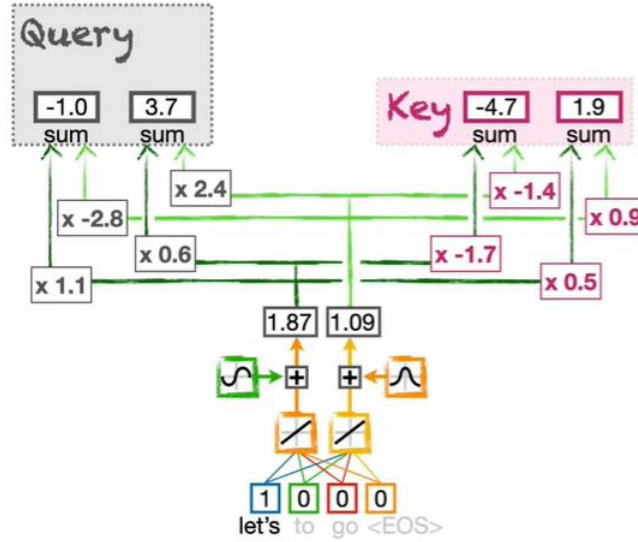 Query
-1.0 3.7
sum sum
Key
-4.7 1.9
sum sum
x 2.4
x -1.4
x -2.8
x 0.9
x 0.6
x -1.7
x 1.1
x 0.5
1.87 1.09
+ +
1 0 0 0
let's to go <EOS>